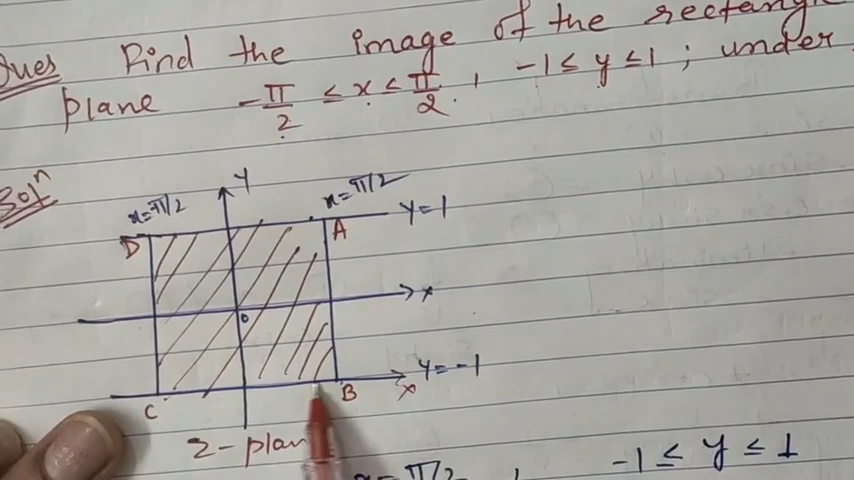 Ques Find the image of the rectangle
plane -π/2 ≤ x ≤ π/2, -1 ≤ y ≤ 1; under
Solⁿ
Y
x=-π/2 x=π/2
D A Y=1
x
o
Y=-1
C B x
z-plan
x=π/2, -1 ≤ y ≤ 1